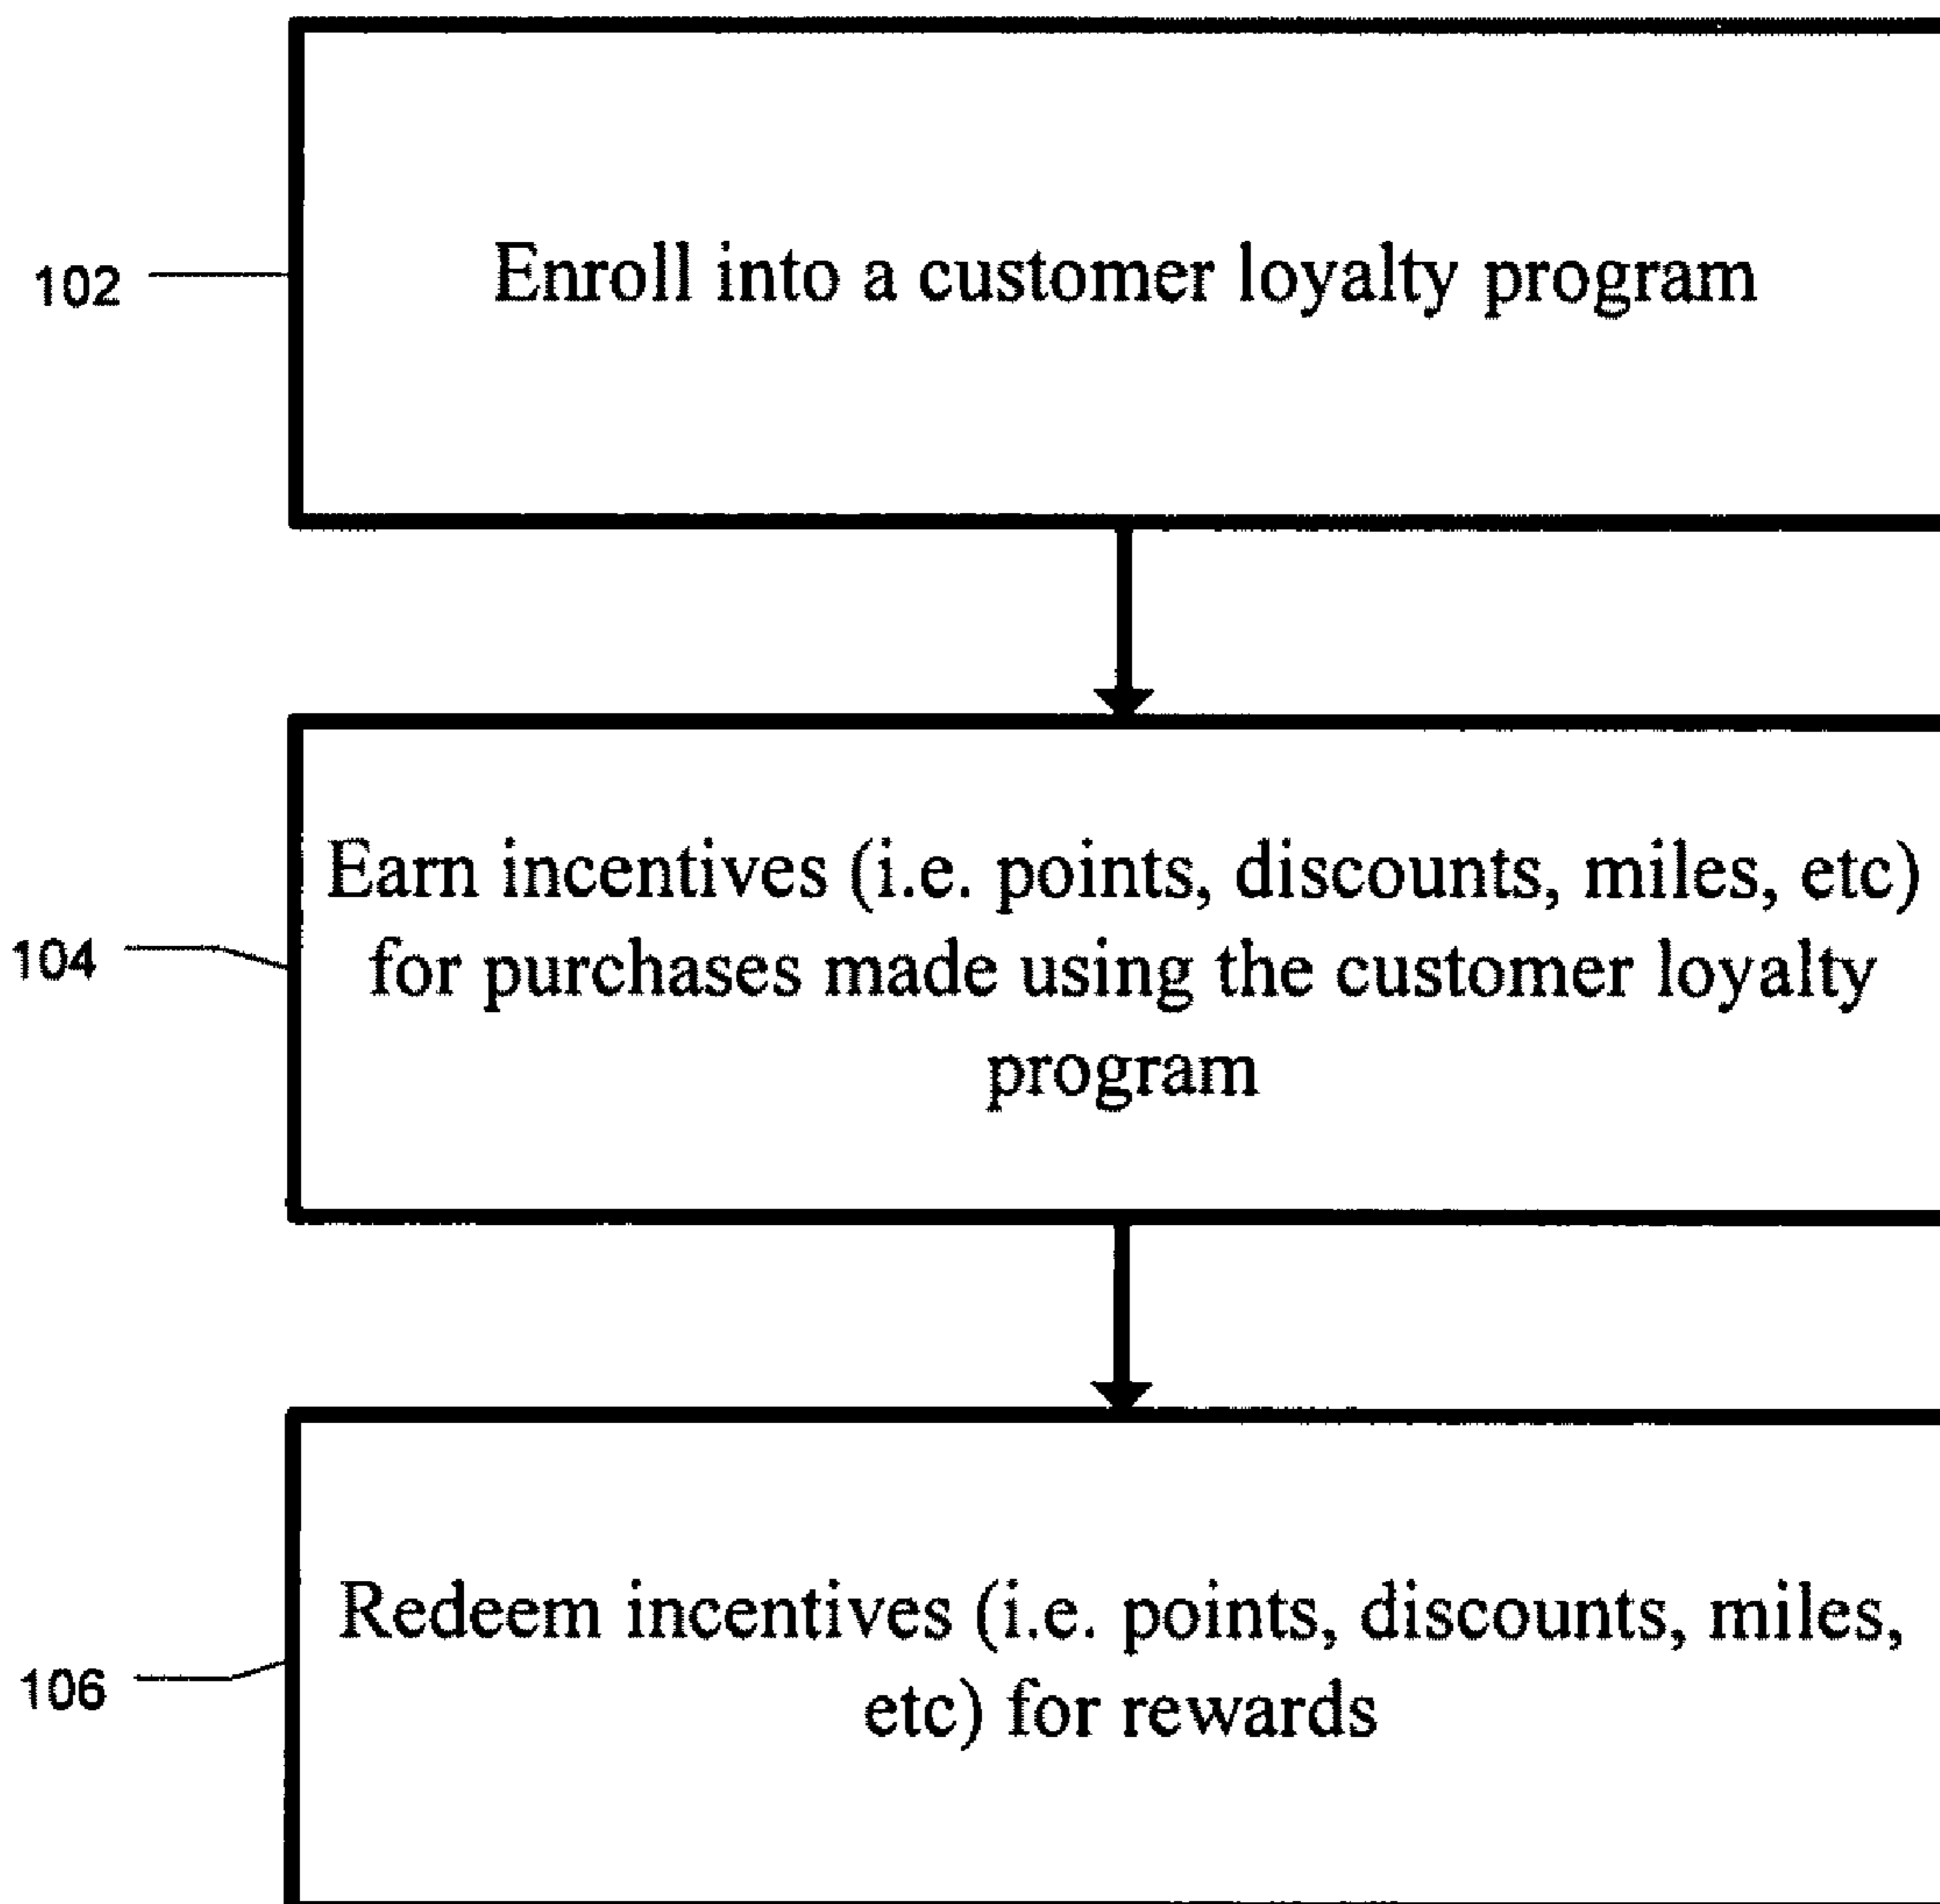 102
Enroll into a customer loyalty program
Earn incentives (i.e. points, discounts, miles, etc)
104
for purchases made using the customer loyalty
program
Redeem incentives (i.e. points, discounts, miles,
106
etc) for rewards